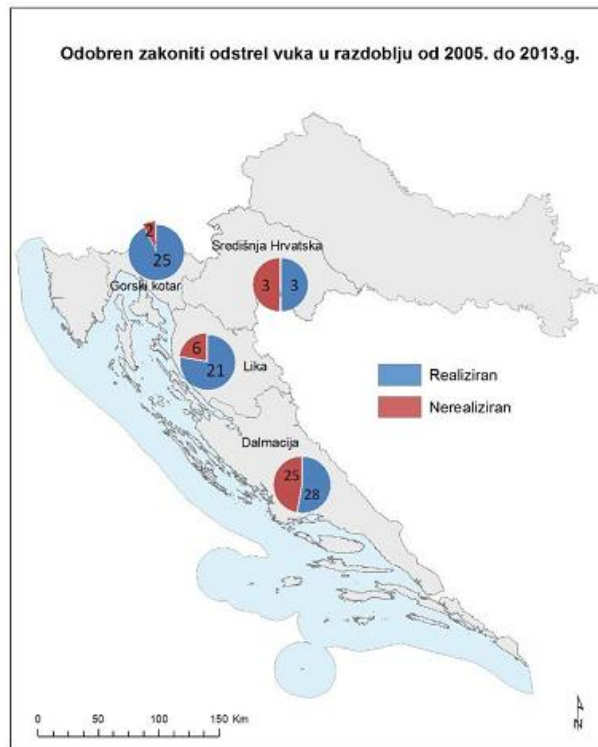 Odobren zakoniti odstrel vuka u razdoblju od 2005. do 2013.g.
2
25
Gorski kotar
Središnja Hrvatska
3 3
6
21
Lika
Realiziran
Nerealiziran
Dalmacija
25
28
0 50 100 150 Km
N